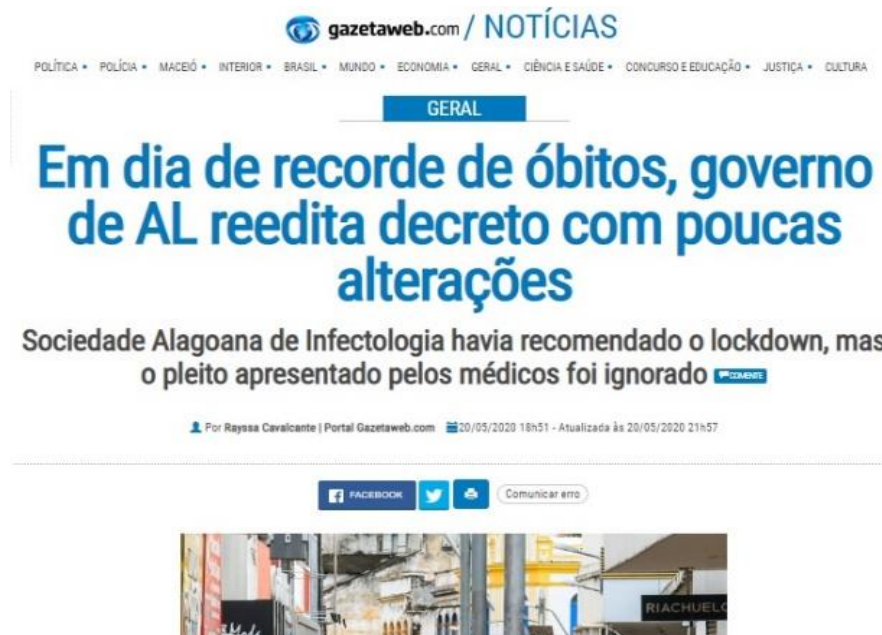 gazetaweb.com / NOTÍCIAS
POLÍTICA • POLÍCIA • MACEIÓ • INTERIOR • BRASIL • MUNDO • ECONOMIA • GERAL • CIÊNCIA E SAÚDE • CONCURSO E EDUCAÇÃO • JUSTIÇA • CULTURA
GERAL
Em dia de recorde de óbitos, governo
de AL reedita decreto com poucas
alterações
Sociedade Alagoana de Infectologia havia recomendado o lockdown, mas
o pleito apresentado pelos médicos foi ignorado COMENTE
Por Rayssa Cavalcante | Portal Gazetaweb.com 20/05/2020 18h51 - Atualizada às 20/05/2020 21h57
FACEBOOK Comunicar erro
RIACHUELO